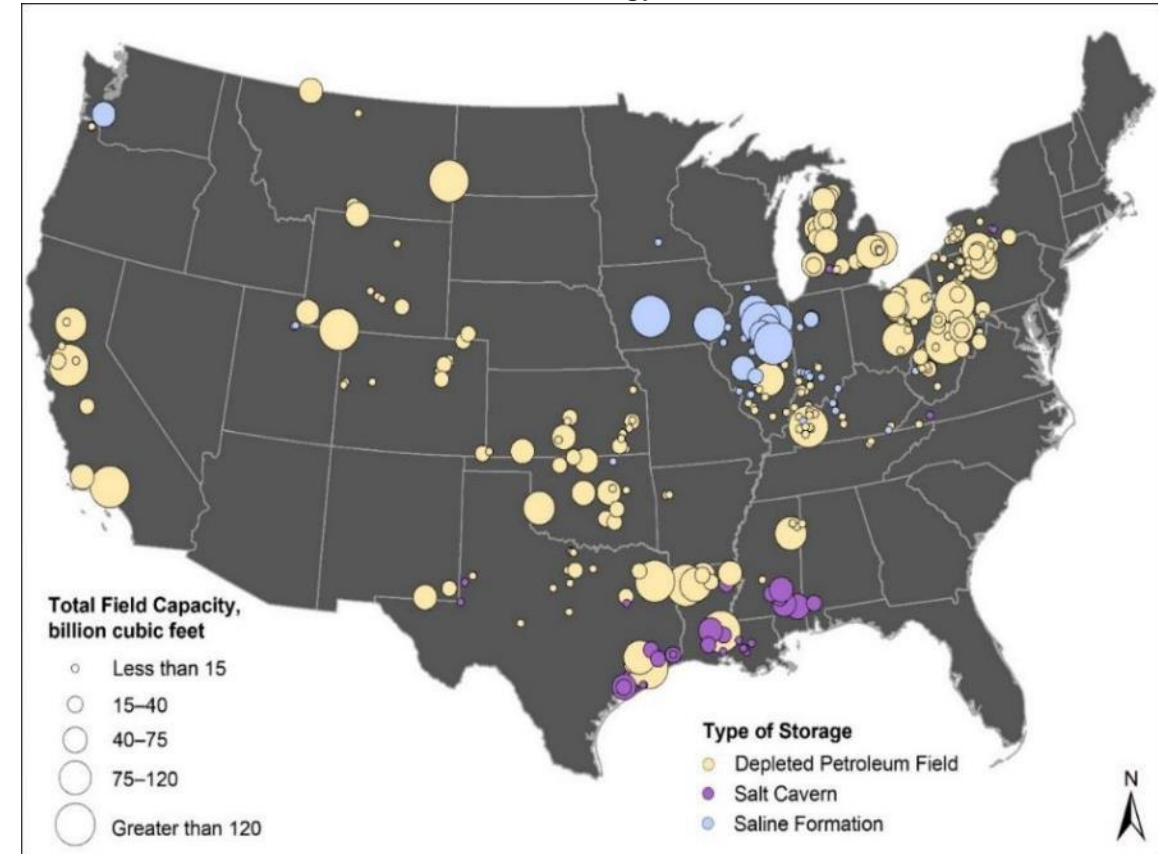 Total Field Capacity,
billion cubic feet
Less than 15
15–40
40–75
75–120
Greater than 120
Type of Storage
Depleted Petroleum Field
Salt Cavern
Saline Formation
N